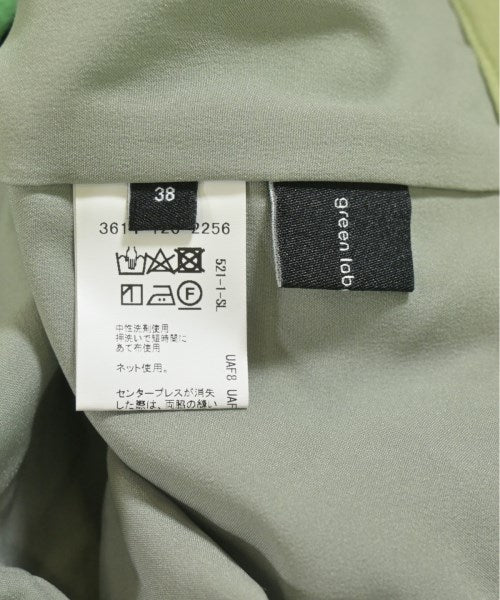 38
2256
中性洗剤使用
押洗いで短時間に
あて布使用
ネット使用。
センタープレスが消失
した際は、両脇の縫い
521-1-SL
UAF8 UAF
green lab